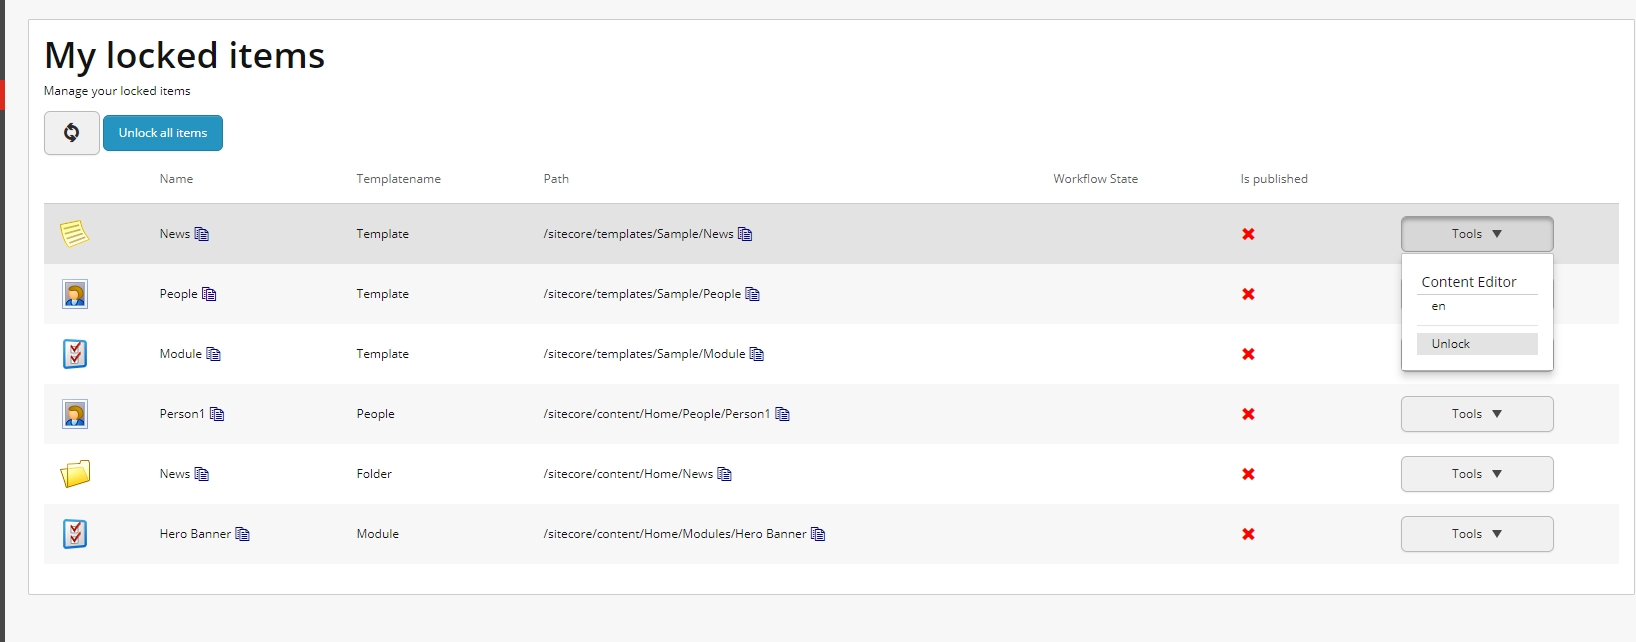 My locked items
Manage your locked items
Unlock all items
Name Templatename Path Workflow State Is published
News Template /sitecore/templates/Sample/News Tools
People Template /sitecore/templates/Sample/People
Content Editor
en
Module Template /sitecore/templates/Sample/Module
Unlock
Person1 People /sitecore/content/Home/People/Person1 Tools
News Folder /sitecore/content/Home/News Tools
Hero Banner Module /sitecore/content/Home/Modules/Hero Banner Tools